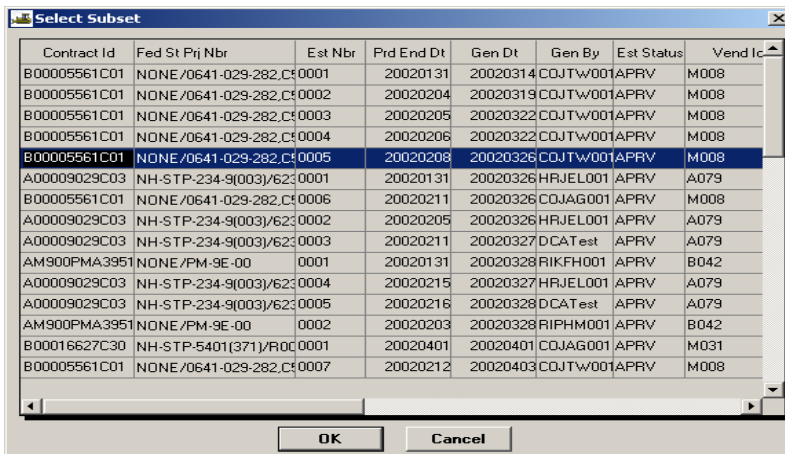 Select Subset
Contract Id Fed St Prj Nbr Est Nbr Prd End Dt Gen Dt Gen By Est Status Vend Id
B00005561C01 NONE/0641-029-282,C5 0001 20020131 20020314 COJTW001 APRV M008
B00005561C01 NONE/0641-029-282,C5 0002 20020204 20020319 COJTW001 APRV M008
B00005561C01 NONE/0641-029-282,C5 0003 20020205 20020322 COJTW001 APRV M008
B00005561C01 NONE/0641-029-282,C5 0004 20020206 20020322 COJTW001 APRV M008
B00005561C01 NONE/0641-029-282,C5 0005 20020208 20020326 COJTW001 APRV M008
A00009029C03 NH-STP-234-9(003)/623 0001 20020131 20020326 HRJEL001 APRV A079
B00005561C01 NONE/0641-029-282,C5 0006 20020211 20020326 COJAG001 APRV M008
A00009029C03 NH-STP-234-9(003)/623 0002 20020205 20020326 HRJEL001 APRV A079
A00009029C03 NH-STP-234-9(003)/623 0003 20020211 20020327 DCATest APRV A079
AM900PMA3951 NONE/PM-9E-00 0001 20020131 20020328 RIKFH001 APRV B042
A00009029C03 NH-STP-234-9(003)/623 0004 20020215 20020327 HRJEL001 APRV A079
A00009029C03 NH-STP-234-9(003)/623 0005 20020216 20020328 DCATest APRV A079
AM900PMA3951 NONE/PM-9E-00 0002 20020203 20020328 RIPHM001 APRV B042
B00016627C30 NH-STP-5401(371)/R00 0001 20020401 20020401 COJAG001 APRV M031
B00005561C01 NONE/0641-029-282,C5 0007 20020212 20020403 COJTW001 APRV M008
OK Cancel